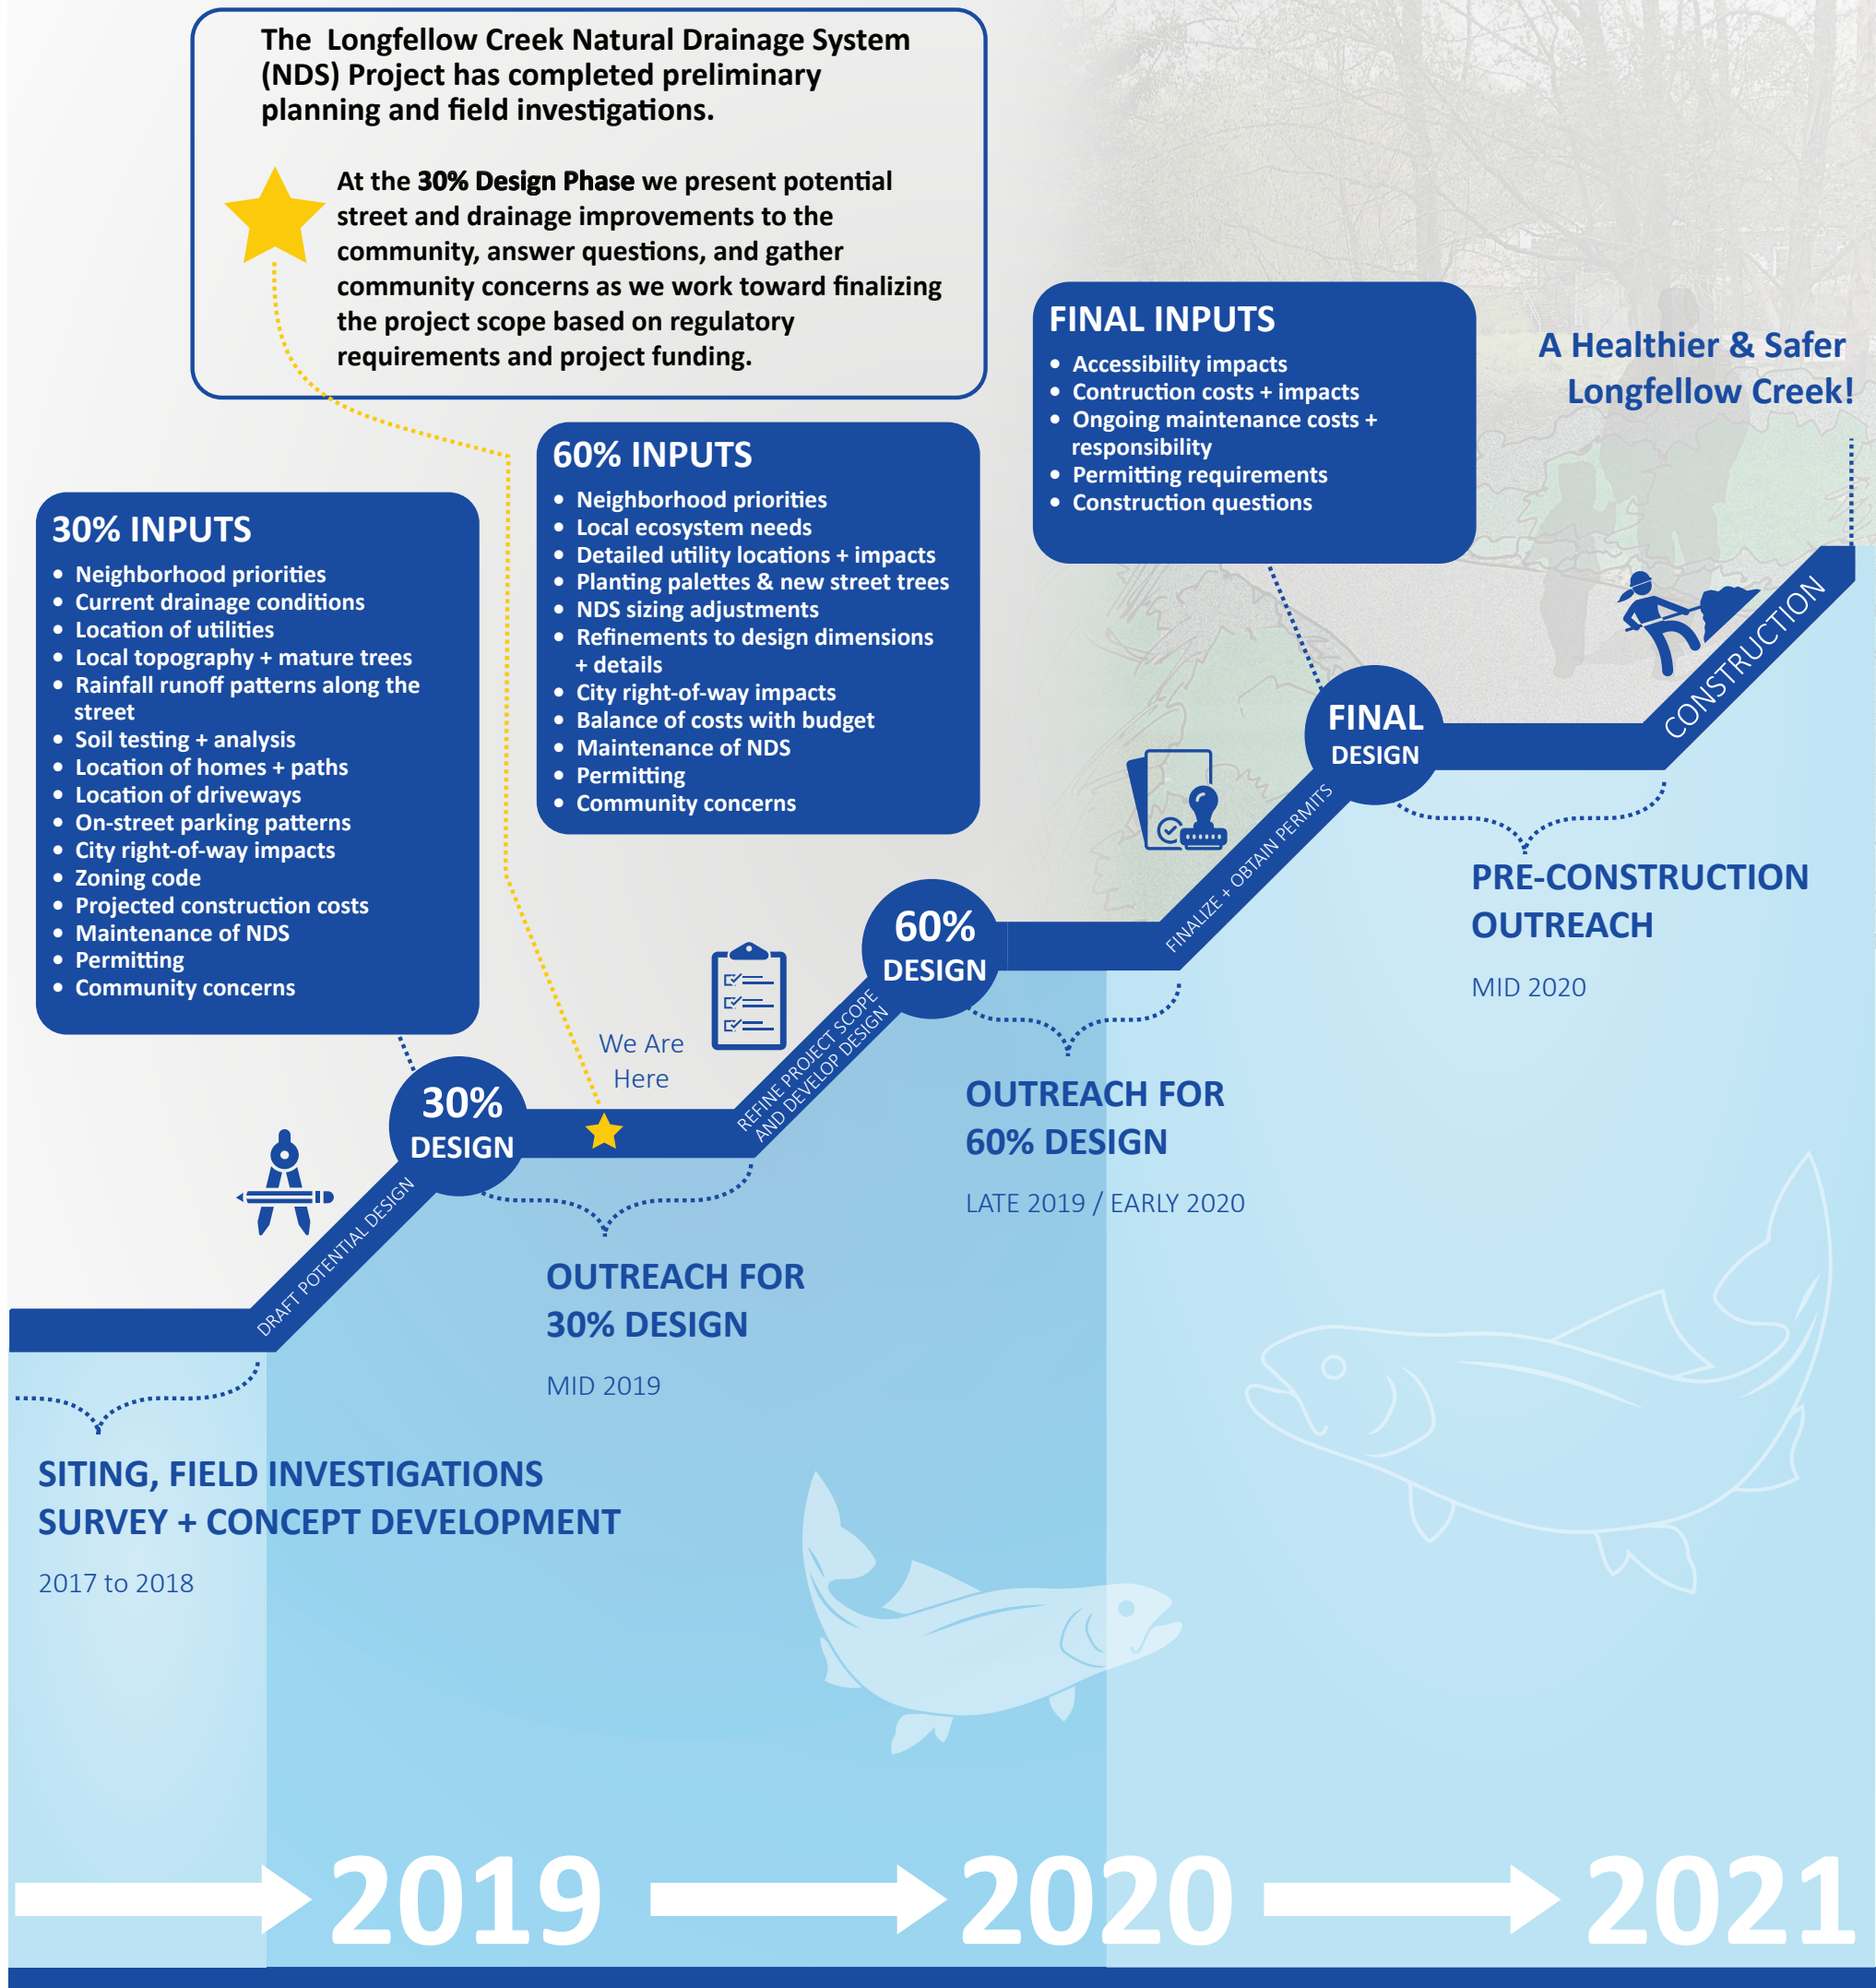 The Longfellow Creek Natural Drainage System
(NDS) Project has completed preliminary
planning and field investigations.
At the 30% Design Phase we present potential
street and drainage improvements to the
community, answer questions, and gather
community concerns as we work toward finalizing
the project scope based on regulatory
requirements and project funding.
30% INPUTS
• Neighborhood priorities
• Current drainage conditions
• Location of utilities
• Local topography + mature trees
• Rainfall runoff patterns along the
street
• Soil testing + analysis
• Location of homes + paths
• Location of driveways
• On-street parking patterns
• City right-of-way impacts
• Zoning code
• Projected construction costs
• Maintenance of NDS
• Permitting
• Community concerns
60% INPUTS
• Neighborhood priorities
• Local ecosystem needs
• Detailed utility locations + impacts
• Planting palettes & new street trees
• NDS sizing adjustments
• Refinements to design dimensions
+ details
• City right-of-way impacts
• Balance of costs with budget
• Maintenance of NDS
• Permitting
• Community concerns
FINAL INPUTS
• Accessibility impacts
• Contruction costs + impacts
• Ongoing maintenance costs +
responsibility
• Permitting requirements
• Construction questions
A Healthier & Safer
Longfellow Creek!
DRAFT POTENTIAL DESIGN
30%
DESIGN
We Are
Here
REFINE PROJECT SCOPE
AND DEVELOP DESIGN
60%
DESIGN
FINALIZE + OBTAIN PERMITS
FINAL
DESIGN
CONSTRUCTION
SITING, FIELD INVESTIGATIONS
SURVEY + CONCEPT DEVELOPMENT
2017 to 2018
OUTREACH FOR
30% DESIGN
MID 2019
OUTREACH FOR
60% DESIGN
LATE 2019 / EARLY 2020
PRE-CONSTRUCTION
OUTREACH
MID 2020
2019
2020
2021